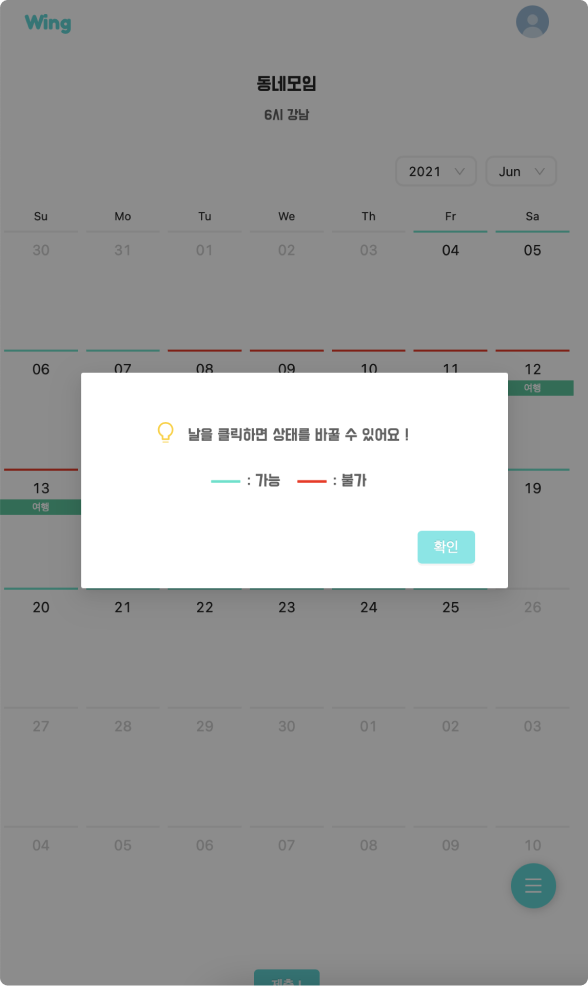 Wing
동네모임
6시 강남
2021 Jun
Su Mo Tu We Th Fr Sa
30 31 01 02 03 04 05
06 07 08 09 10 11 12
여행
날을 클릭하면 상태를 바꿀 수 있어요 !
: 가능 : 불가
13 19
여행
확인
20 21 22 23 24 25 26
27 28 29 30 01 02 03
04 05 06 07 08 09 10
제출 !